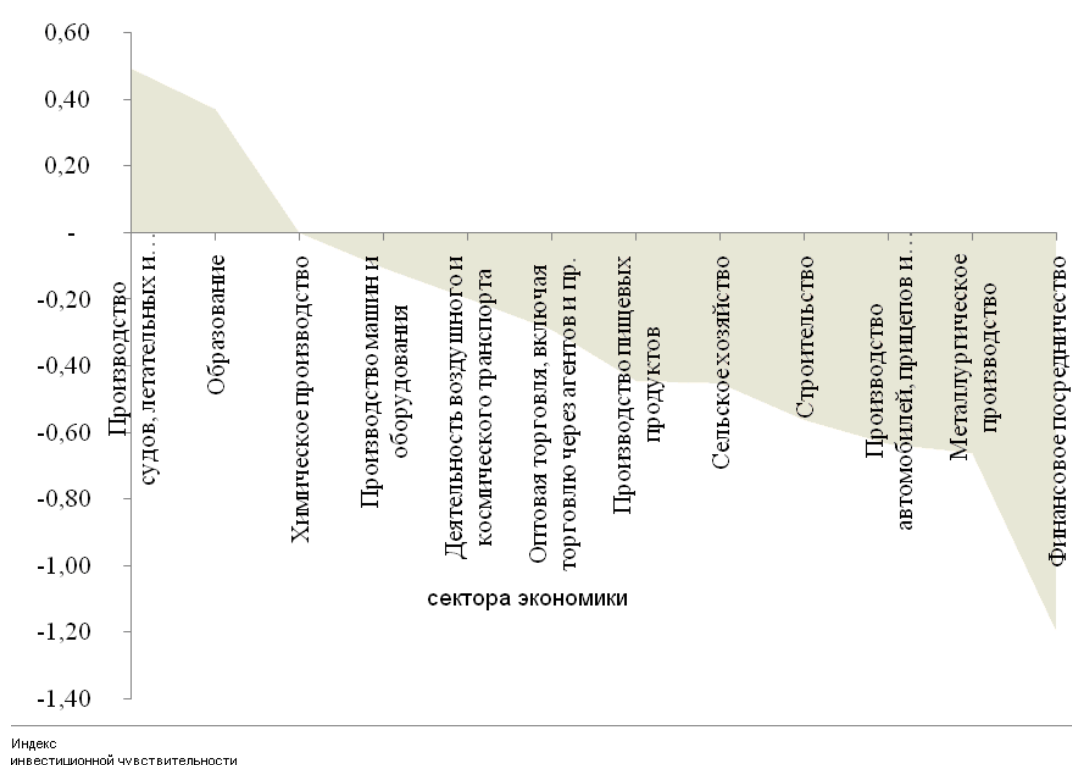 0,60
0,40
0,20
-
-0,20
-0,40
-0,60
-0,80
-1,00
-1,20
-1,40
Производство
судов, летательных и…
Образование
Химическое производство
Производство машин и
оборудования
Деятельность воздушного и
космического транспорта
Оптовая торговля, включая
торговлю через агентов и пр.
Производство пищевых
продуктов
Сельское хозяйство
Строительство
Производство
автомобилей, прицепов и…
Металлургическое
производство
Финансовое посредничество
сектора экономики
Индекс
инвестиционной чувствительности